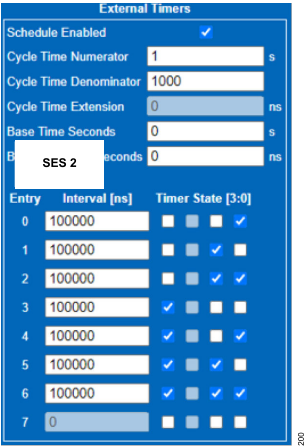 External Timers
Schedule Enabled
Cycle Time Numerator 1 s
Cycle Time Denominator 1000
Cycle Time Extension 0 ns
Base Time Seconds 0 s
SES 2
B econds 0 ns
Entry Interval [ns] Timer State [3:0]
0 100000
1 100000
2 100000
3 100000
4 100000
5 100000
6 100000
7 0
200